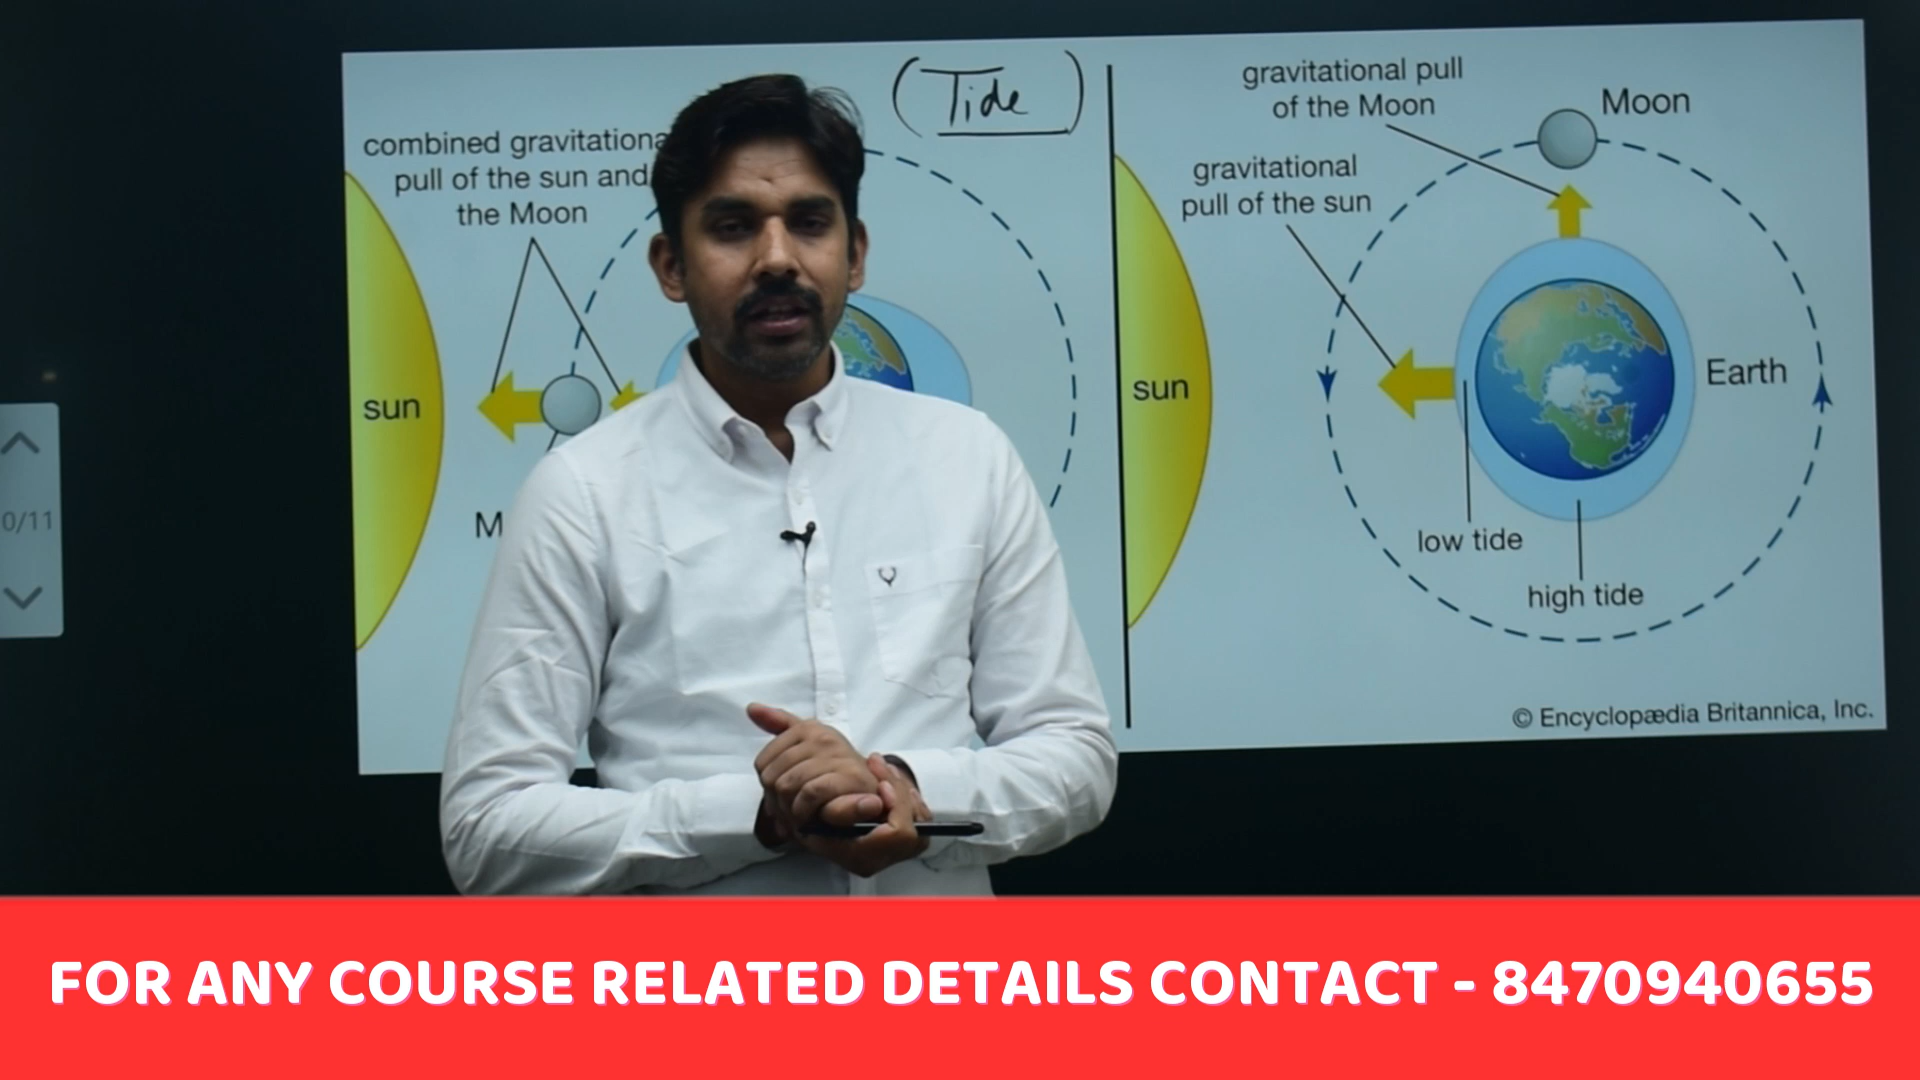 (Tide)
combined gravitationa
pull of the sun and
the Moon
sun
M
gravitational pull
of the Moon
Moon
gravitational
pull of the sun
sun
Earth
low tide
high tide
© Encyclopædia Britannica, Inc.
0/11
FOR ANY COURSE RELATED DETAILS CONTACT - 8470940655